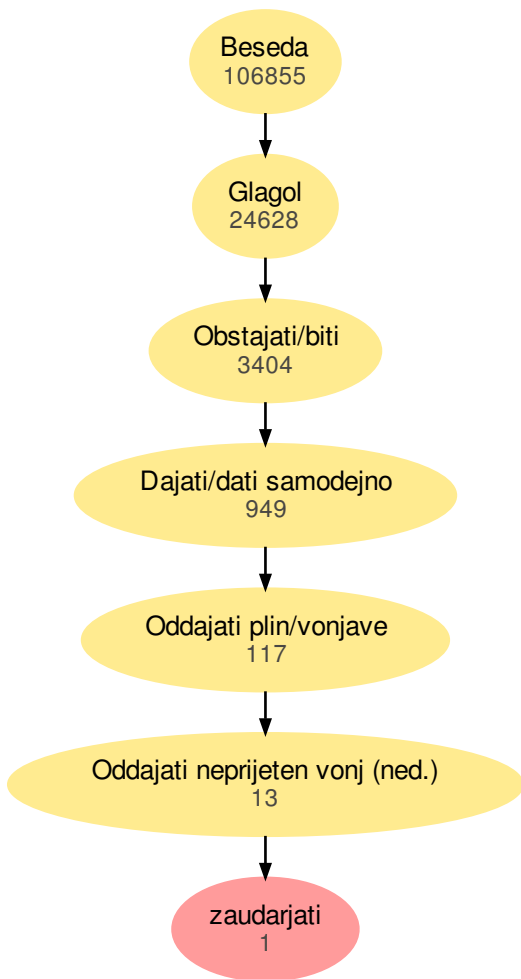 Beseda
106855
Glagol
24628
Obstajati/biti
3404
Dajati/dati samodejno
949
Oddajati plin/vonjave
117
Oddajati neprijeten vonj (ned.)
13
zaudarjati
1